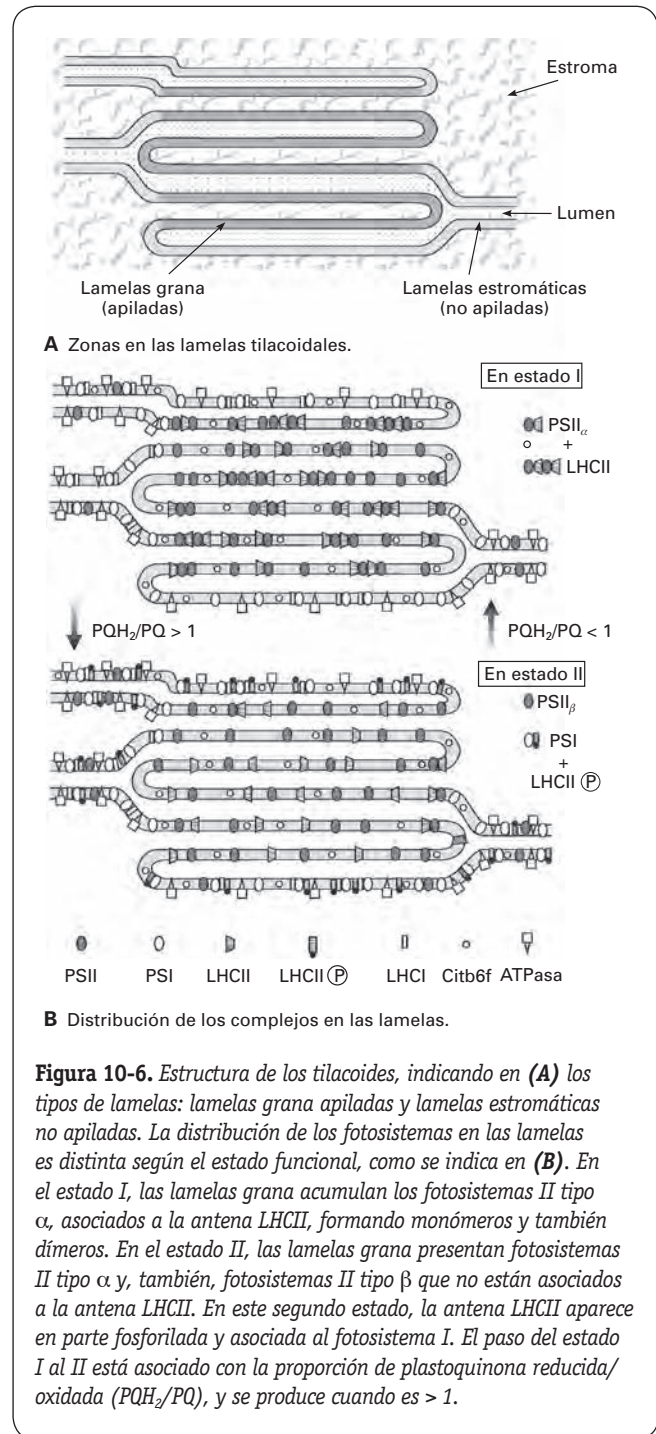 Estroma
Lumen
Lamelas grana
(apiladas)
Lamelas estromáticas
(no apiladas)
A Zonas en las lamelas tilacoidales.
En estado I
PSIIα
+
LHCII
PQH₂/PQ > 1
PQH₂/PQ < 1
En estado II
PSIIβ
PSI
+
LHCII Ⓟ
PSII
PSI
LHCII
LHCII Ⓟ
LHCI
Citb6f
ATPasa
B Distribución de los complejos en las lamelas.
Figura 10-6. Estructura de los tilacoides, indicando en (A) los
tipos de lamelas: lamelas grana apiladas y lamelas estromáticas
no apiladas. La distribución de los fotosistemas en las lamelas
es distinta según el estado funcional, como se indica en (B). En
el estado I, las lamelas grana acumulan los fotosistemas II tipo
α, asociados a la antena LHCII, formando monómeros y también
dímeros. En el estado II, las lamelas grana presentan fotosistemas
II tipo α y, también, fotosistemas II tipo β que no están asociados
a la antena LHCII. En este segundo estado, la antena LHCII aparece
en parte fosforilada y asociada al fotosistema I. El paso del estado
I al II está asociado con la proporción de plastoquinona reducida/
oxidada (PQH₂/PQ), y se produce cuando es > 1.